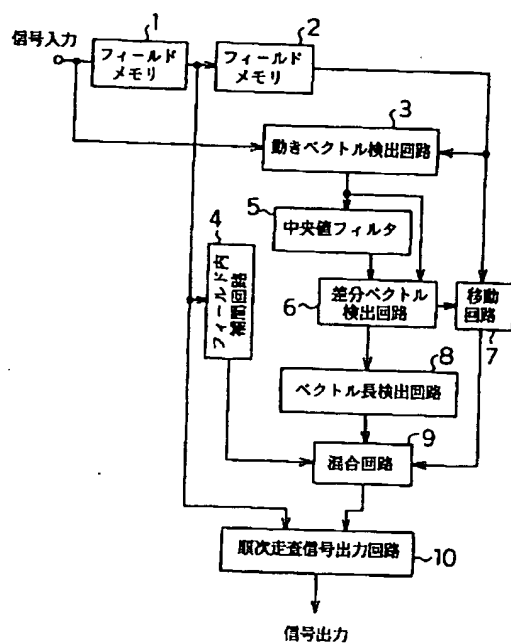 信号入力
1
フィールド
メモリ
2
フィールド
メモリ
3
動きベクトル検出回路
4
フィールド内
補間回路
5
中央値フィルタ
6
差分ベクトル
検出回路
移動
回路
7
8
ベクトル長検出回路
9
混合回路
順次走査信号出力回路
10
信号出力